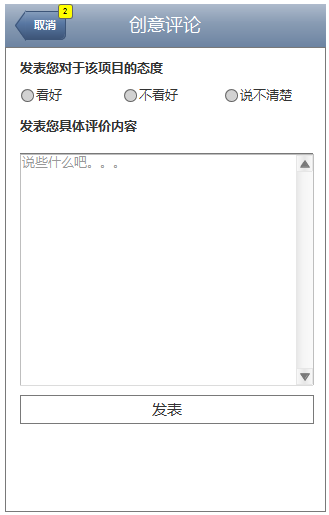 取消
2
创意评论
发表您对于该项目的态度
看好 不看好 说不清楚
发表您具体评价内容
说些什么吧。。。
发表